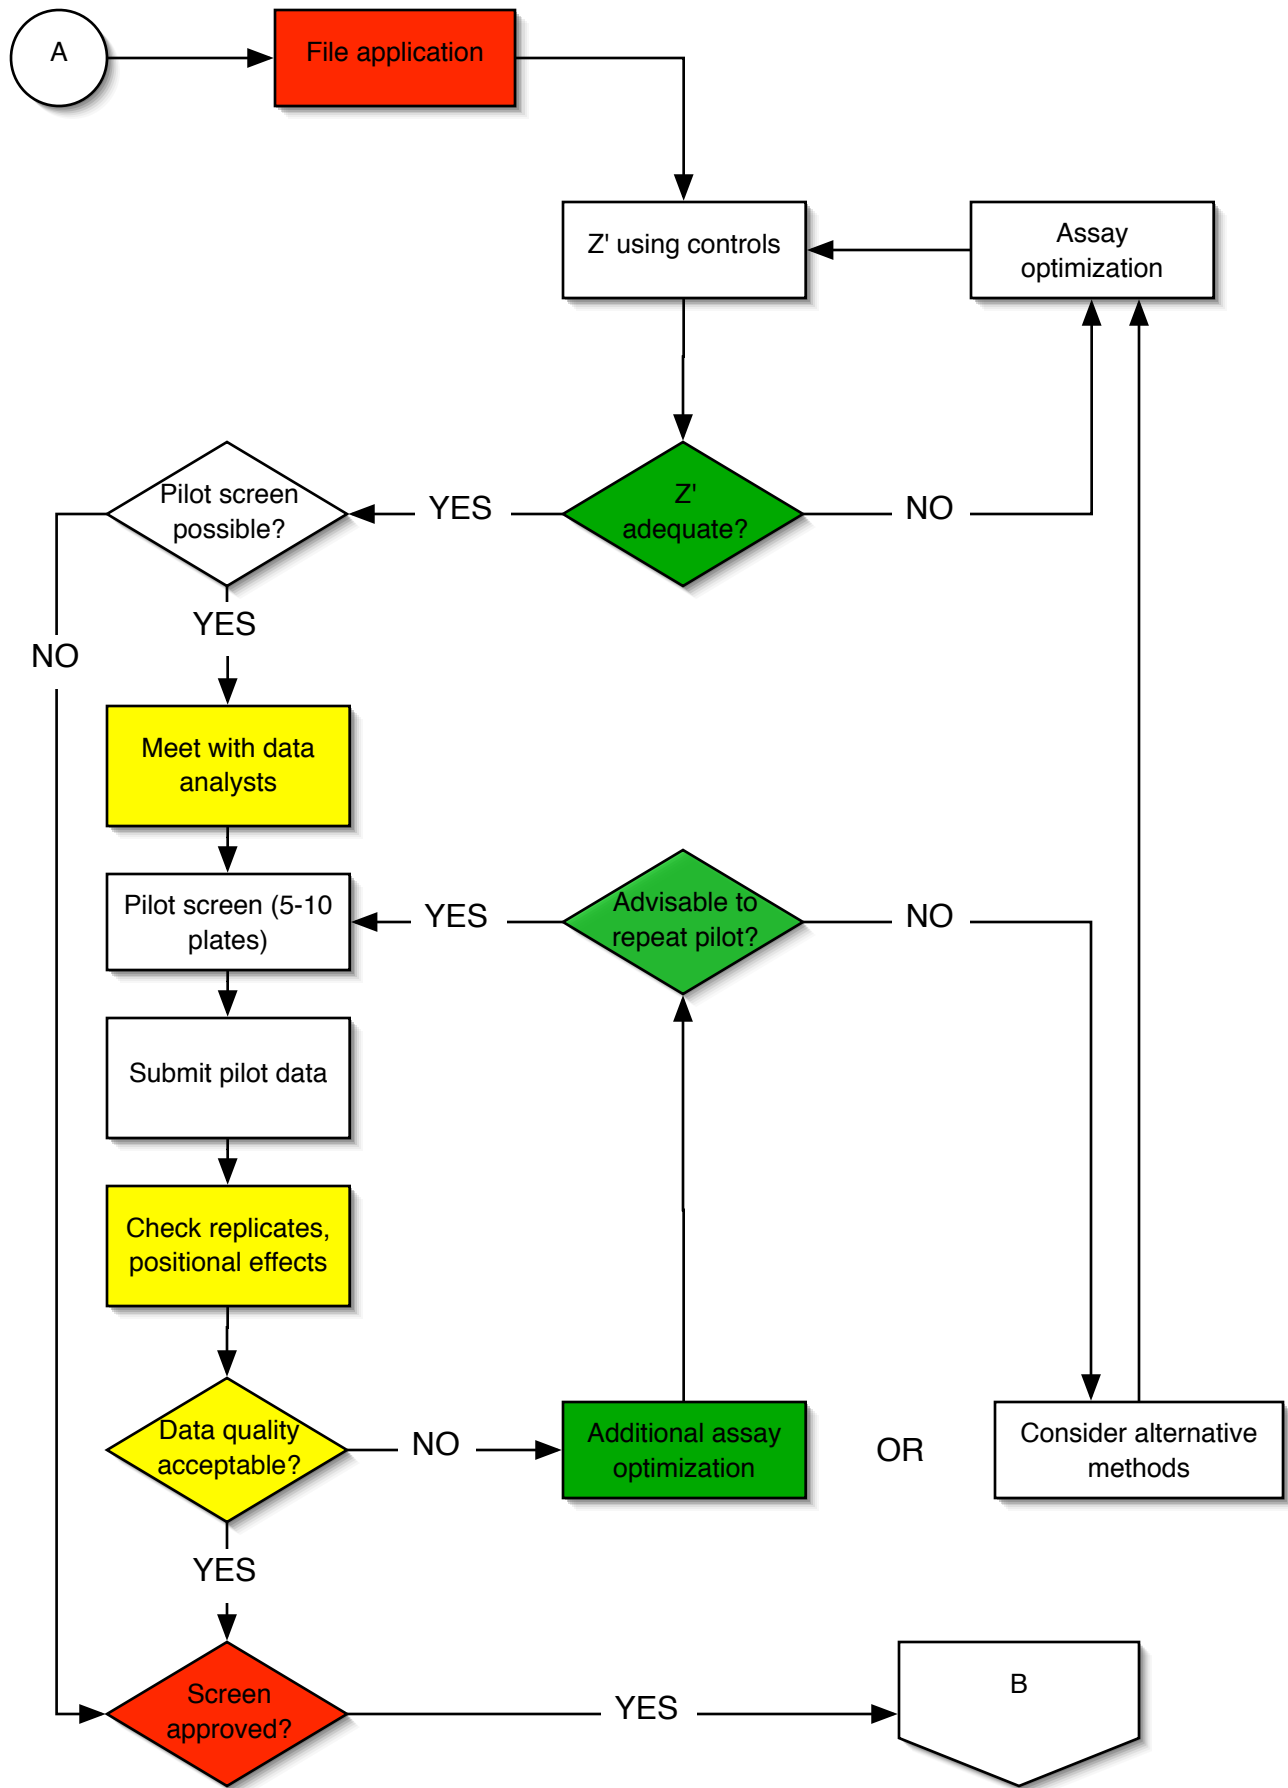 A
File application
Z' using controls
Assay
optimization
Pilot screen
possible?
YES
Z'
adequate?
NO
YES
NO
Meet with data
analysts
Pilot screen (5-10
plates)
YES
Advisable to
repeat pilot?
NO
Submit pilot data
Check replicates,
positional effects
Data quality
acceptable?
NO
Additional assay
optimization
OR
Consider alternative
methods
YES
Screen
approved?
YES
B